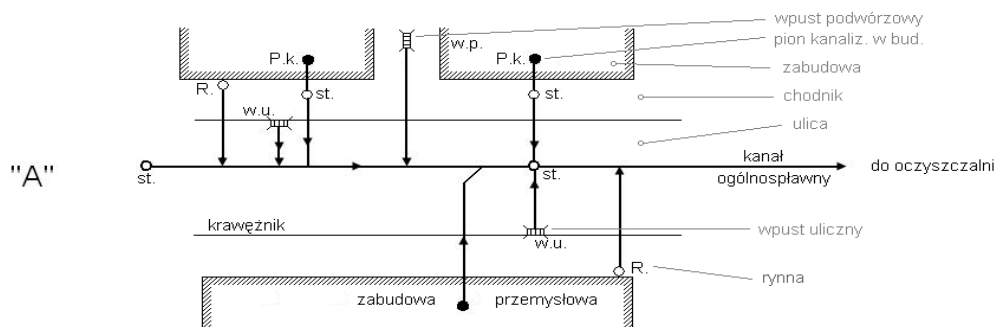 wpust podwórzowy
w.p.
pion kanaliz. w bud.
P.k.
P.k.
zabudowa
R.
st.
st.
chodnik
w.u.
ulica
"A"
st.
st.
kanał
ogólnospławny
do oczyszczalni
krawężnik
w.u.
wpust uliczny
R.
rynna
zabudowa przemysłowa